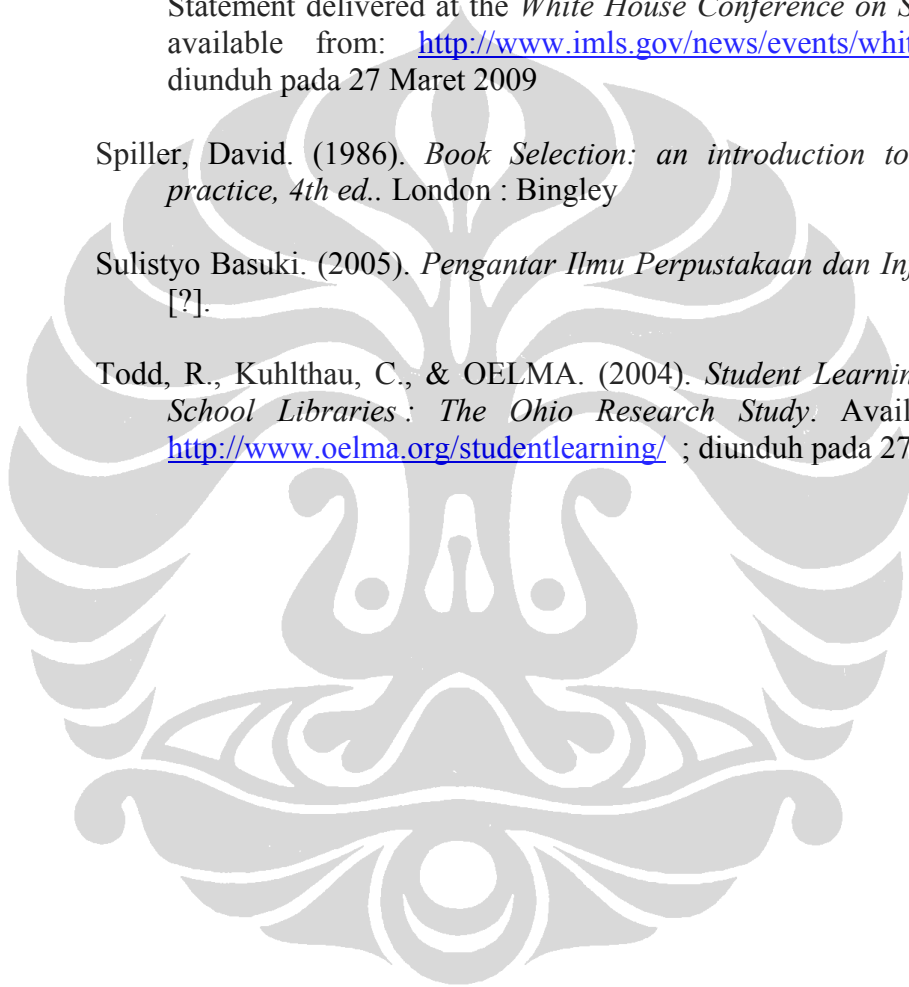 Statement delivered at the White House Conference on S
available from: http://www.imls.gov/news/events/whit
diunduh pada 27 Maret 2009
Spiller, David. (1986). Book Selection: an introduction to
practice, 4th ed.. London : Bingley
Sulistyo Basuki. (2005). Pengantar Ilmu Perpustakaan dan Inf
[?].
Todd, R., Kuhlthau, C., & OELMA. (2004). Student Learnin
School Libraries : The Ohio Research Study. Avail
http://www.oelma.org/studentlearning/ ; diunduh pada 27